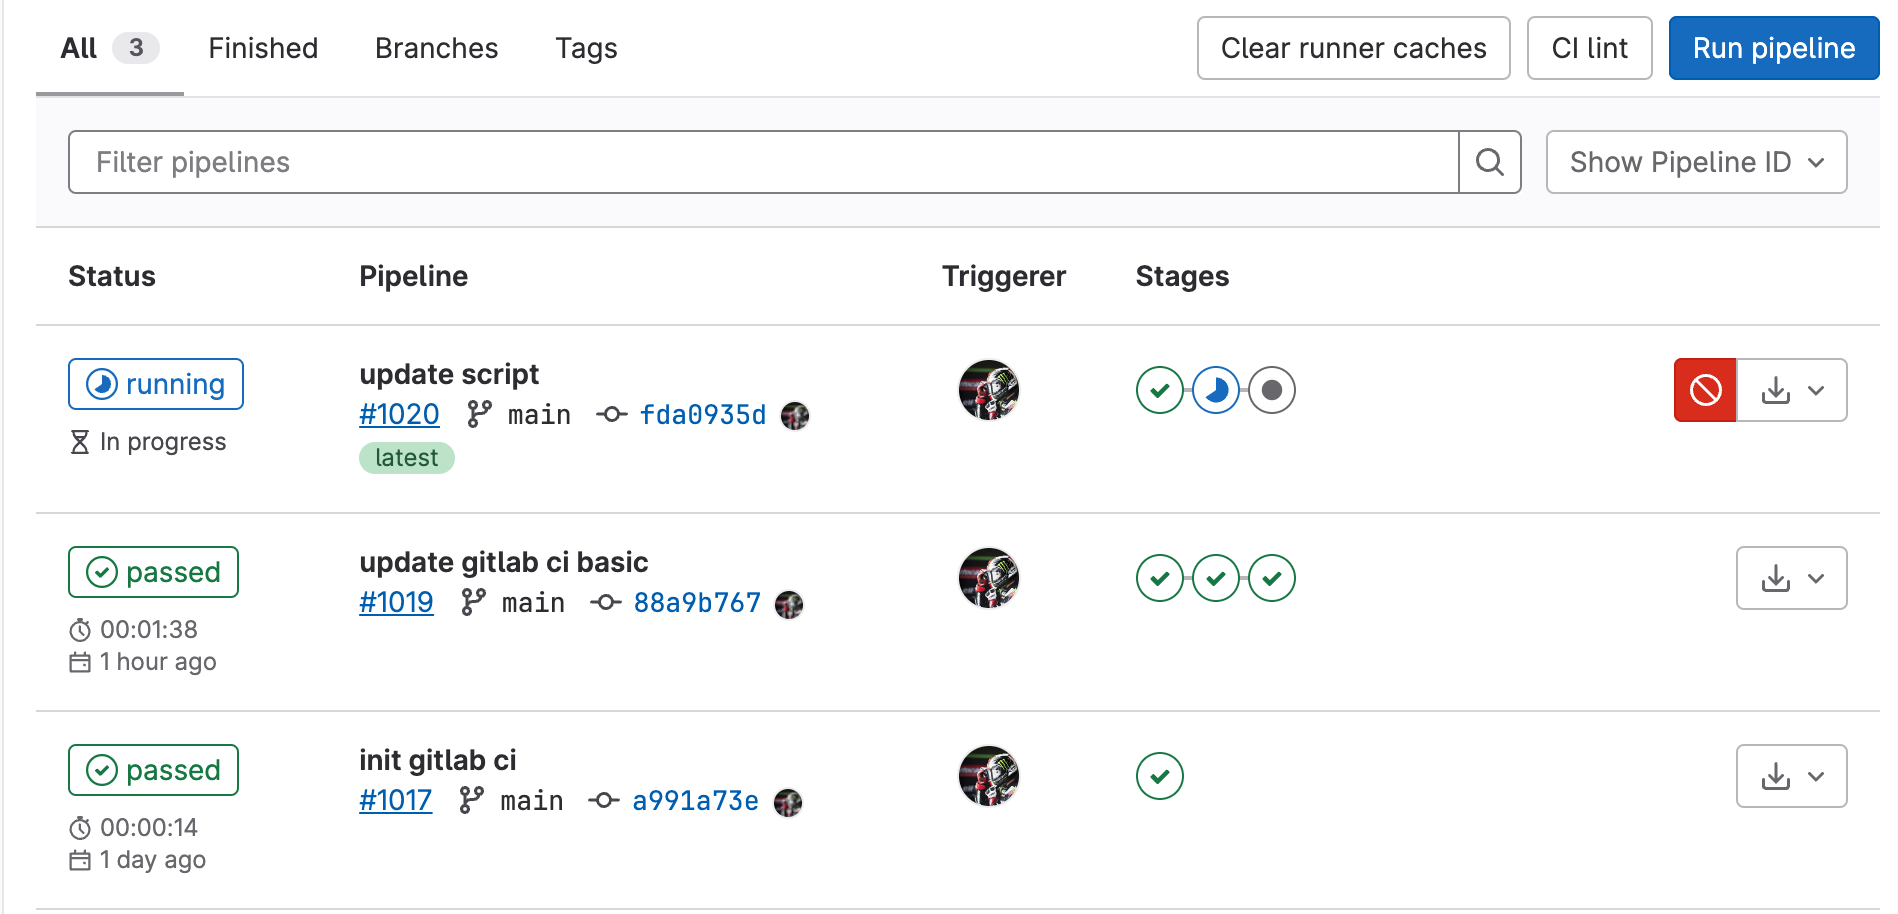 All 3 Finished Branches Tags Clear runner caches CI lint Run pipeline
Filter pipelines Show Pipeline ID
Status Pipeline Triggerer Stages
running update script
#1020 main fda0935d
In progress
latest
passed update gitlab ci basic
#1019 main 88a9b767
00:01:38
1 hour ago
passed init gitlab ci
#1017 main a991a73e
00:00:14
1 day ago